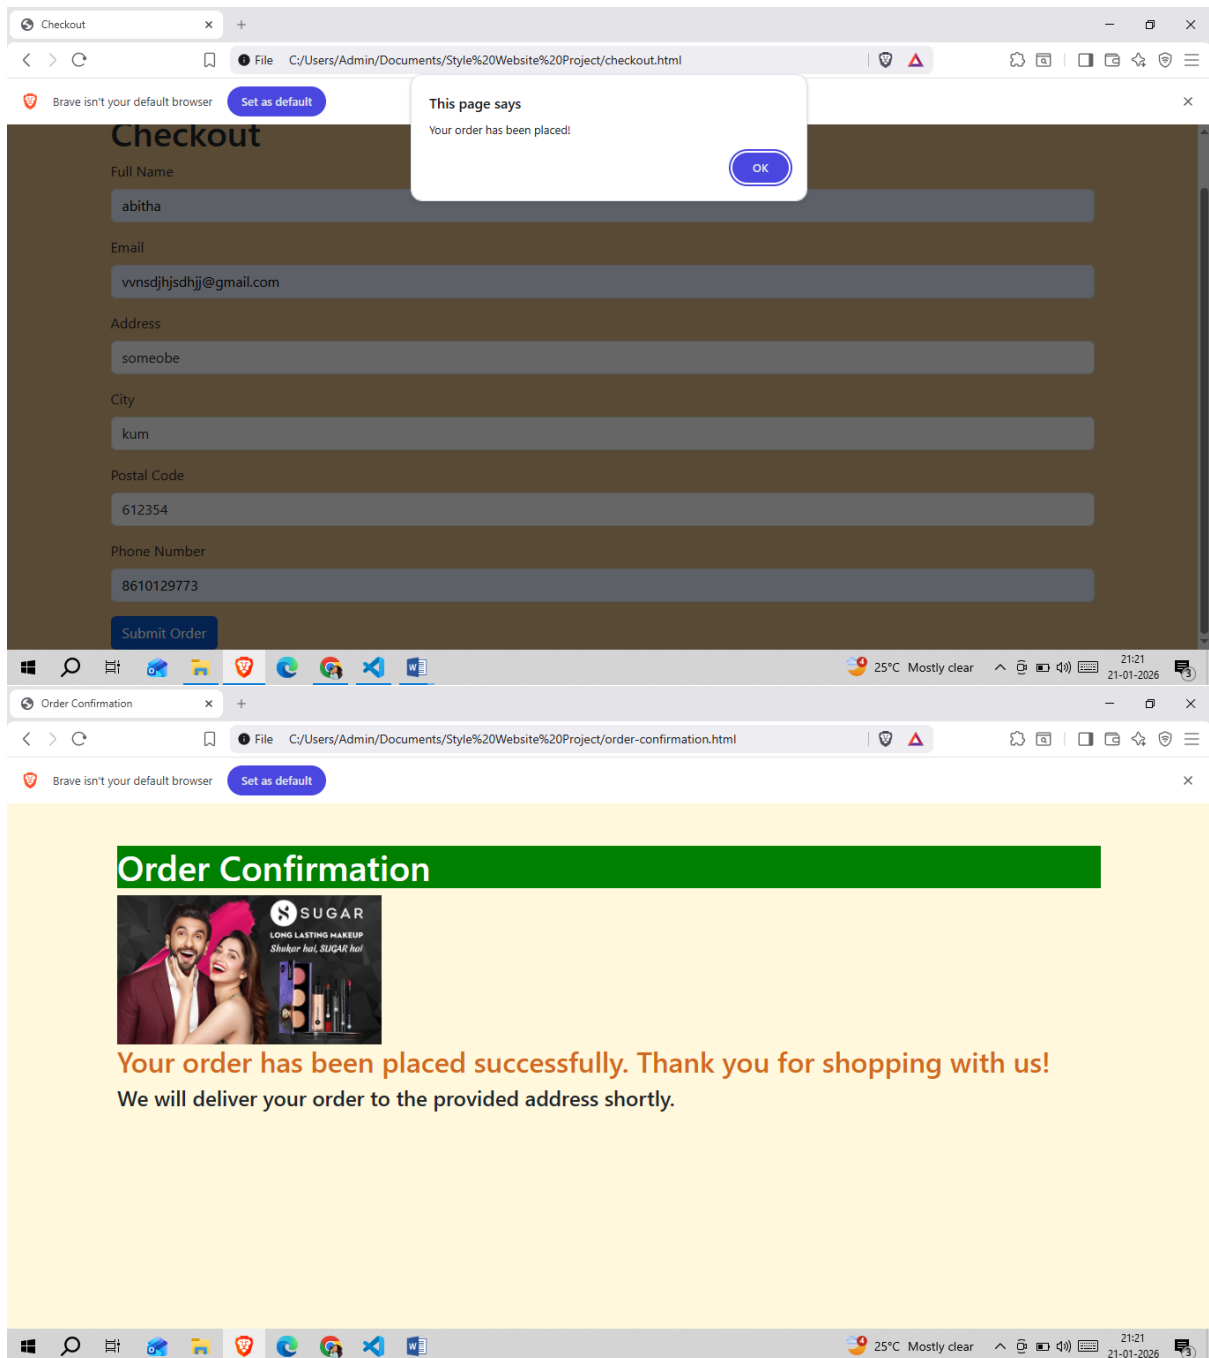 Checkout
File C:/Users/Admin/Documents/Style%20Website%20Project/checkout.html
Brave isn't your default browser Set as default
This page says
Your order has been placed!
OK
Checkout
Full Name
abitha
Email
vvnsdjhjsdhjj@gmail.com
Address
someobe
City
kum
Postal Code
612354
Phone Number
8610129773
Submit Order
25°C Mostly clear
21:21
21-01-2026
Order Confirmation
File C:/Users/Admin/Documents/Style%20Website%20Project/order-confirmation.html
Brave isn't your default browser Set as default
Order Confirmation
SUGAR
LONG LASTING MAKEUP
Shukar hai, SUGAR hai
Your order has been placed successfully. Thank you for shopping with us!
We will deliver your order to the provided address shortly.
25°C Mostly clear
21:21
21-01-2026